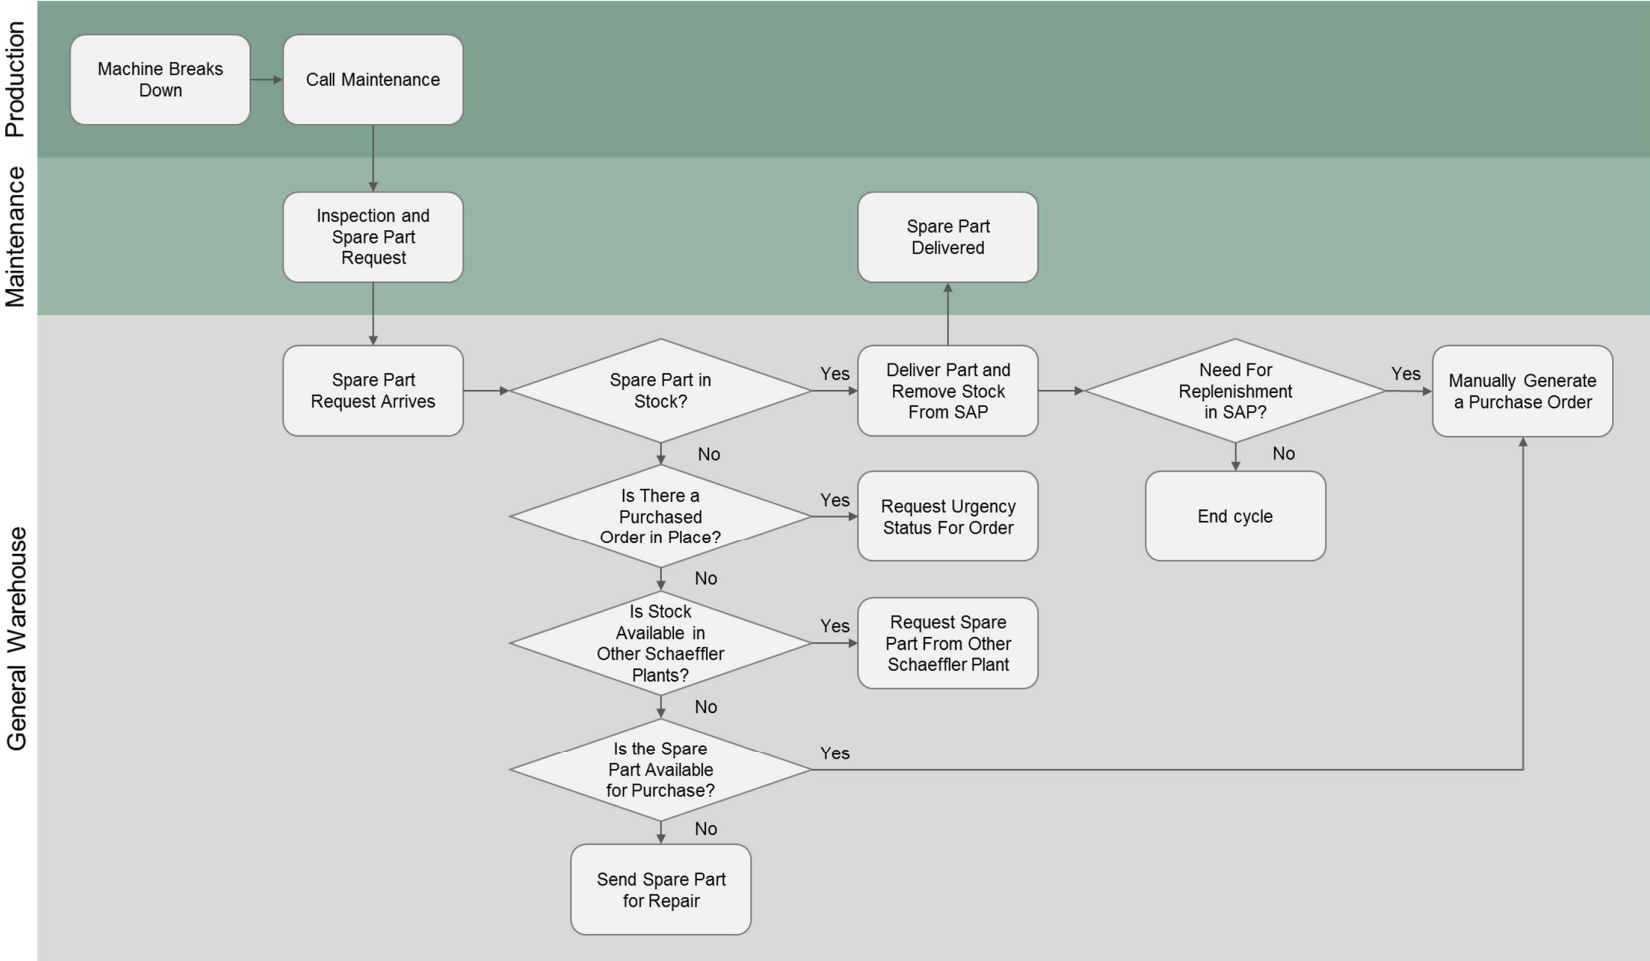 Production
Machine Breaks
Down
Call Maintenance
Maintenance
Inspection and
Spare Part
Request
Spare Part
Delivered
General Warehouse
Spare Part
Request Arrives
Spare Part in
Stock?
Yes
Deliver Part and
Remove Stock
From SAP
Need For
Replenishment
in SAP?
Yes
Manually Generate
a Purchase Order
No
No
Is There a
Purchased
Order in Place?
Yes
Request Urgency
Status For Order
End cycle
No
Is Stock
Available in
Other Schaeffler
Plants?
Yes
Request Spare
Part From Other
Schaeffler Plant
No
Is the Spare
Part Available
for Purchase?
Yes
No
Send Spare Part
for Repair